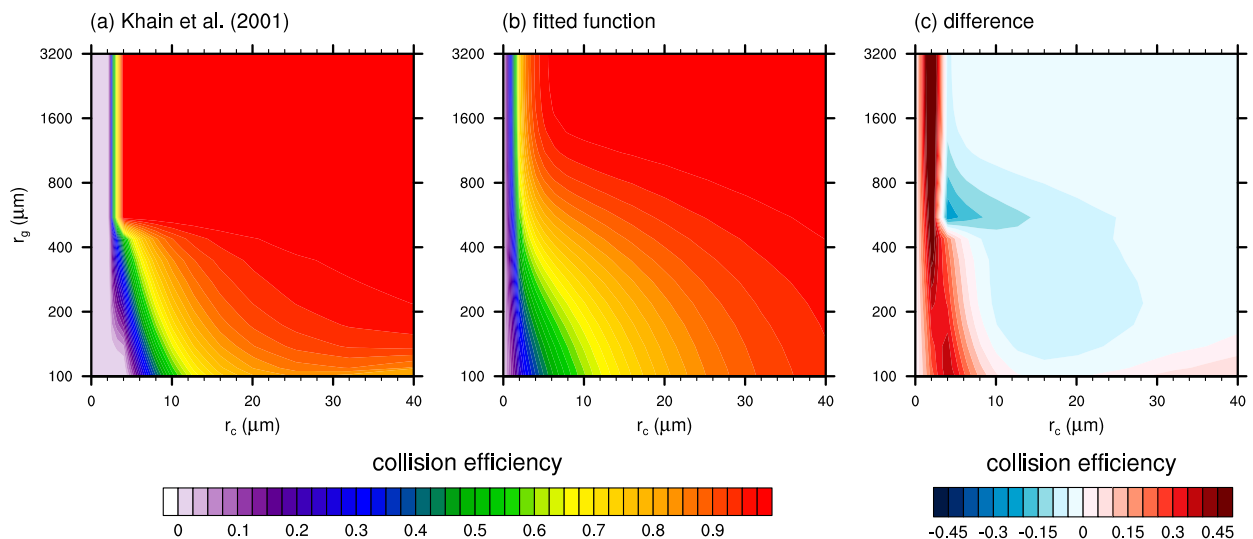 (a) Khain et al. (2001)
(b) fitted function
(c) difference
3200
1600
800
400
200
100
r_g (μm)
0 10 20 30 40
r_c (μm)
3200
1600
800
400
200
100
0 10 20 30 40
r_c (μm)
3200
1600
800
400
200
100
0 10 20 30 40
r_c (μm)
collision efficiency
0 0.1 0.2 0.3 0.4 0.5 0.6 0.7 0.8 0.9
collision efficiency
-0.45 -0.3 -0.15 0 0.15 0.3 0.45